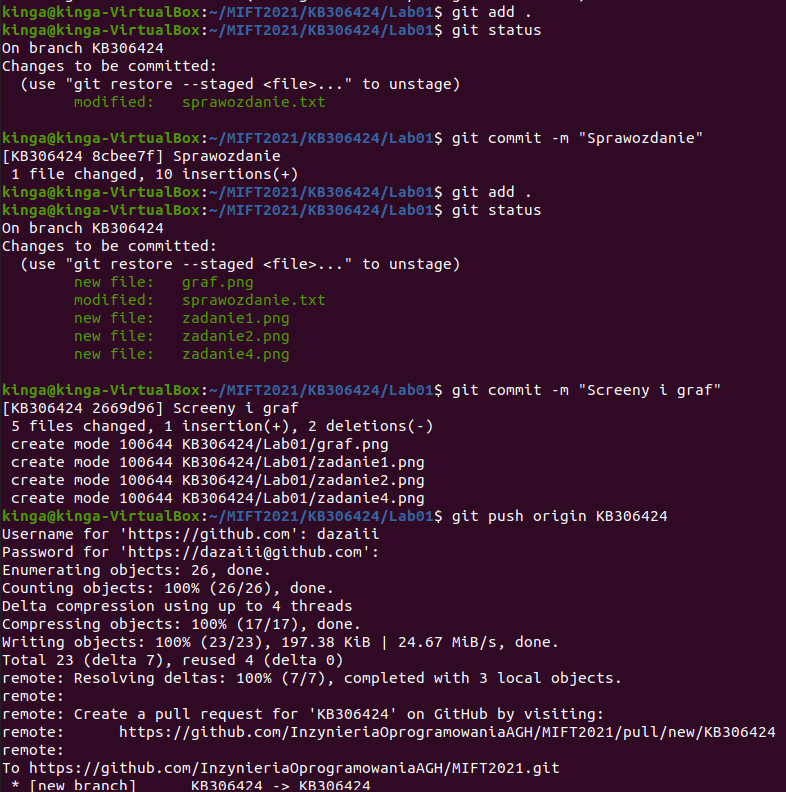 kinga@kinga-VirtualBox:~/MIFT2021/KB306424/Lab01$ git add .
kinga@kinga-VirtualBox:~/MIFT2021/KB306424/Lab01$ git status
On branch KB306424
Changes to be committed:
  (use "git restore --staged <file>..." to unstage)
        modified:   sprawozdanie.txt

kinga@kinga-VirtualBox:~/MIFT2021/KB306424/Lab01$ git commit -m "Sprawozdanie"
[KB306424 8cbee7f] Sprawozdanie
 1 file changed, 10 insertions(+)
kinga@kinga-VirtualBox:~/MIFT2021/KB306424/Lab01$ git add .
kinga@kinga-VirtualBox:~/MIFT2021/KB306424/Lab01$ git status
On branch KB306424
Changes to be committed:
  (use "git restore --staged <file>..." to unstage)
        new file:   graf.png
        modified:   sprawozdanie.txt
        new file:   zadanie1.png
        new file:   zadanie2.png
        new file:   zadanie4.png

kinga@kinga-VirtualBox:~/MIFT2021/KB306424/Lab01$ git commit -m "Screeny i graf"
[KB306424 2669d96] Screeny i graf
 5 files changed, 1 insertion(+), 2 deletions(-)
 create mode 100644 KB306424/Lab01/graf.png
 create mode 100644 KB306424/Lab01/zadanie1.png
 create mode 100644 KB306424/Lab01/zadanie2.png
 create mode 100644 KB306424/Lab01/zadanie4.png
kinga@kinga-VirtualBox:~/MIFT2021/KB306424/Lab01$ git push origin KB306424
Username for 'https://github.com': dazaiii
Password for 'https://dazaiii@github.com':
Enumerating objects: 26, done.
Counting objects: 100% (26/26), done.
Delta compression using up to 4 threads
Compressing objects: 100% (17/17), done.
Writing objects: 100% (23/23), 197.38 KiB | 24.67 MiB/s, done.
Total 23 (delta 7), reused 4 (delta 0)
remote: Resolving deltas: 100% (7/7), completed with 3 local objects.
remote:
remote: Create a pull request for 'KB306424' on GitHub by visiting:
remote:      https://github.com/InzynieriaOprogramowaniaAGH/MIFT2021/pull/new/KB306424
remote:
To https://github.com/InzynieriaOprogramowaniaAGH/MIFT2021.git
 * [new branch]      KB306424 -> KB306424